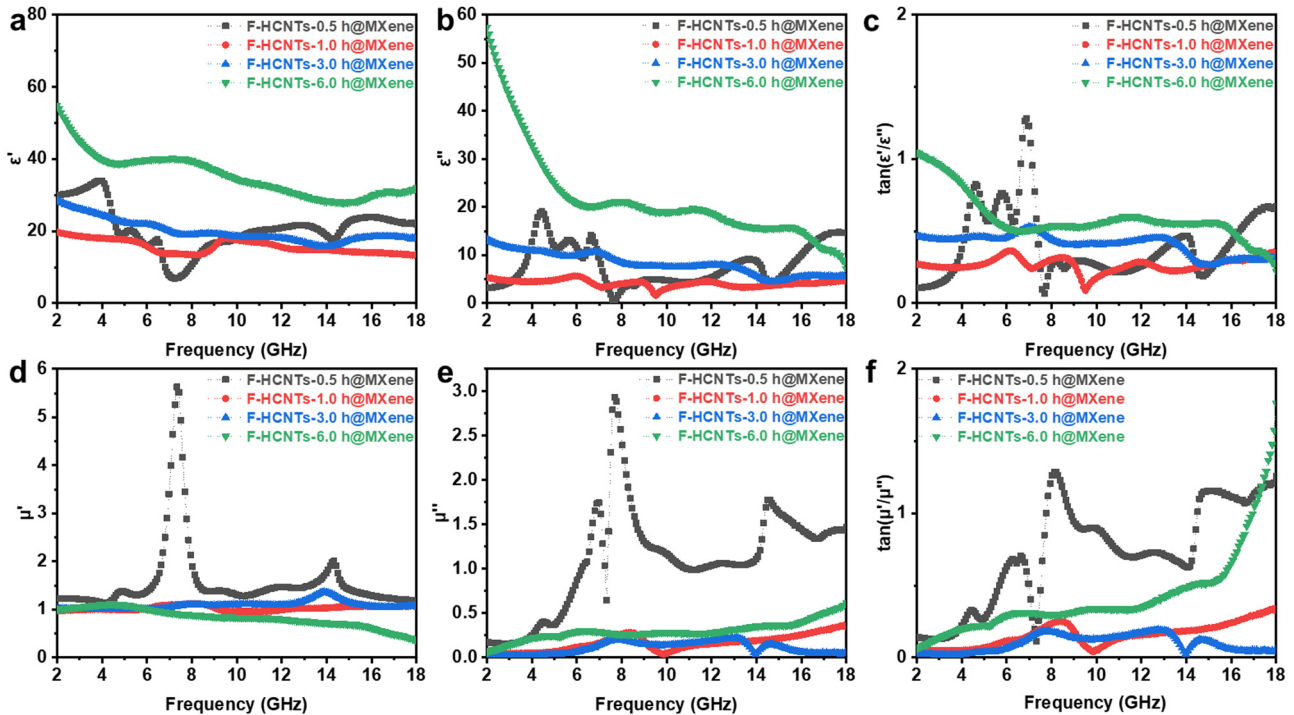 a
F-HCNTs-0.5 h@MXene
F-HCNTs-1.0 h@MXene
F-HCNTs-3.0 h@MXene
F-HCNTs-6.0 h@MXene
80
60
40
20
0
ε'
2 4 6 8 10 12 14 16 18
Frequency (GHz)
b
F-HCNTs-0.5 h@MXene
F-HCNTs-1.0 h@MXene
F-HCNTs-3.0 h@MXene
F-HCNTs-6.0 h@MXene
60
50
40
30
20
10
0
ε''
2 4 6 8 10 12 14 16 18
Frequency (GHz)
c
F-HCNTs-0.5 h@MXene
F-HCNTs-1.0 h@MXene
F-HCNTs-3.0 h@MXene
F-HCNTs-6.0 h@MXene
2
1
0
tan(ε'/ε'')
2 4 6 8 10 12 14 16 18
Frequency (GHz)
d
F-HCNTs-0.5 h@MXene
F-HCNTs-1.0 h@MXene
F-HCNTs-3.0 h@MXene
F-HCNTs-6.0 h@MXene
6
5
4
3
2
1
0
μ'
2 4 6 8 10 12 14 16 18
Frequency (GHz)
e
F-HCNTs-0.5 h@MXene
F-HCNTs-1.0 h@MXene
F-HCNTs-3.0 h@MXene
F-HCNTs-6.0 h@MXene
3.0
2.5
2.0
1.5
1.0
0.5
0.0
μ''
2 4 6 8 10 12 14 16 18
Frequency (GHz)
f
F-HCNTs-0.5 h@MXene
F-HCNTs-1.0 h@MXene
F-HCNTs-3.0 h@MXene
F-HCNTs-6.0 h@MXene
2
1
0
tan(μ'/μ'')
2 4 6 8 10 12 14 16 18
Frequency (GHz)